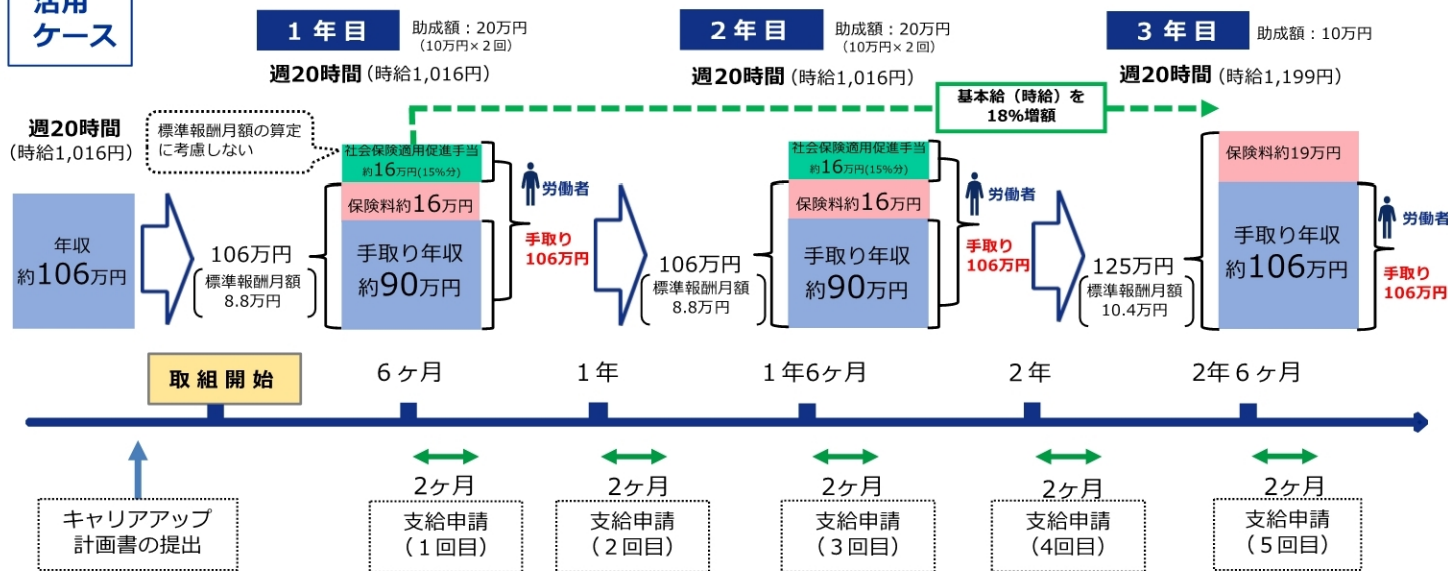 活用
ケース
1年目
助成額：20万円
（10万円×2回）
週20時間（時給1,016円）
2年目
助成額：20万円
（10万円×2回）
週20時間（時給1,016円）
3年目
助成額：10万円
週20時間（時給1,199円）
基本給（時給）を
18%増額
週20時間
（時給1,016円）
標準報酬月額の算定
に考慮しない
年収
約106万円
106万円
標準報酬月額
8.8万円
社会保険適用促進手当
約16万円(15%分)
保険料約16万円
手取り年収
約90万円
労働者
手取り
106万円
106万円
標準報酬月額
8.8万円
社会保険適用促進手当
約16万円(15%分)
保険料約16万円
手取り年収
約90万円
労働者
手取り
106万円
125万円
標準報酬月額
10.4万円
保険料約19万円
手取り年収
約106万円
労働者
手取り
106万円
取組開始
6ヶ月
1年
1年6ヶ月
2年
2年6ヶ月
キャリアアップ
計画書の提出
2ヶ月
支給申請
（1回目）
2ヶ月
支給申請
（2回目）
2ヶ月
支給申請
（3回目）
2ヶ月
支給申請
（4回目）
2ヶ月
支給申請
（5回目）